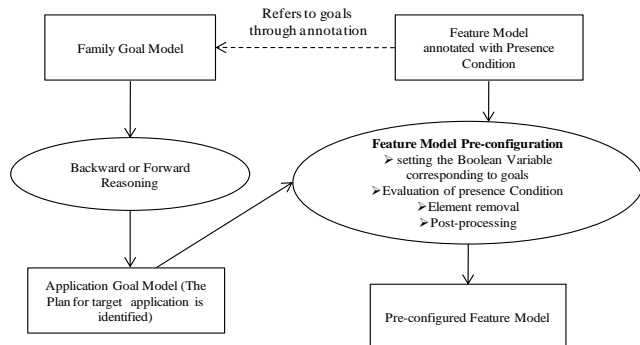 Refers to goals
through annotation
Family Goal Model
Feature Model
annotated with Presence
Condition
Backward or Forward
Reasoning
Feature Model Pre-configuration
➢ setting the Boolean Variable
corresponding to goals
➢Evaluation of presence Condition
➢Element removal
➢Post-processing
Application Goal Model (The
Plan for target application is
identified)
Pre-configured Feature Model